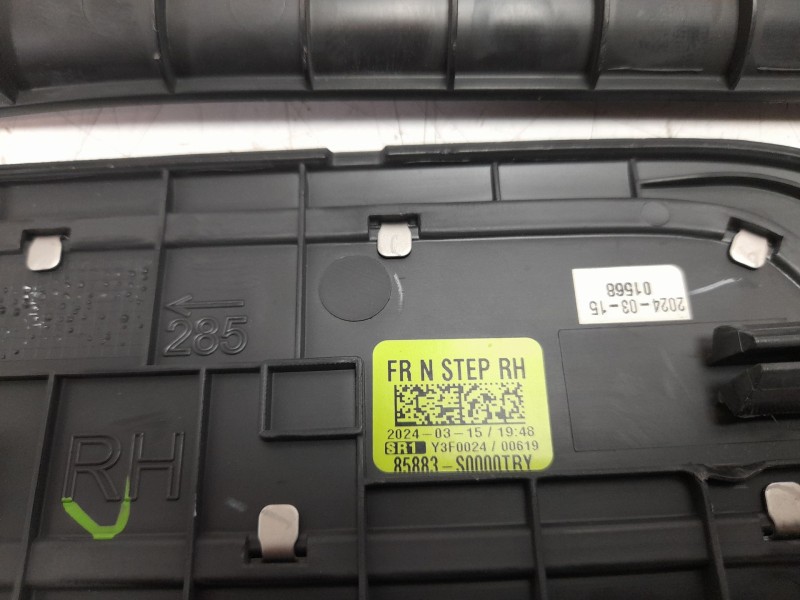 285
RH
FR N STEP RH
2024-03-15 / 19:48
SR1 Y3F0024 / 00619
85883-S0000TRY
2024-03-15
01568